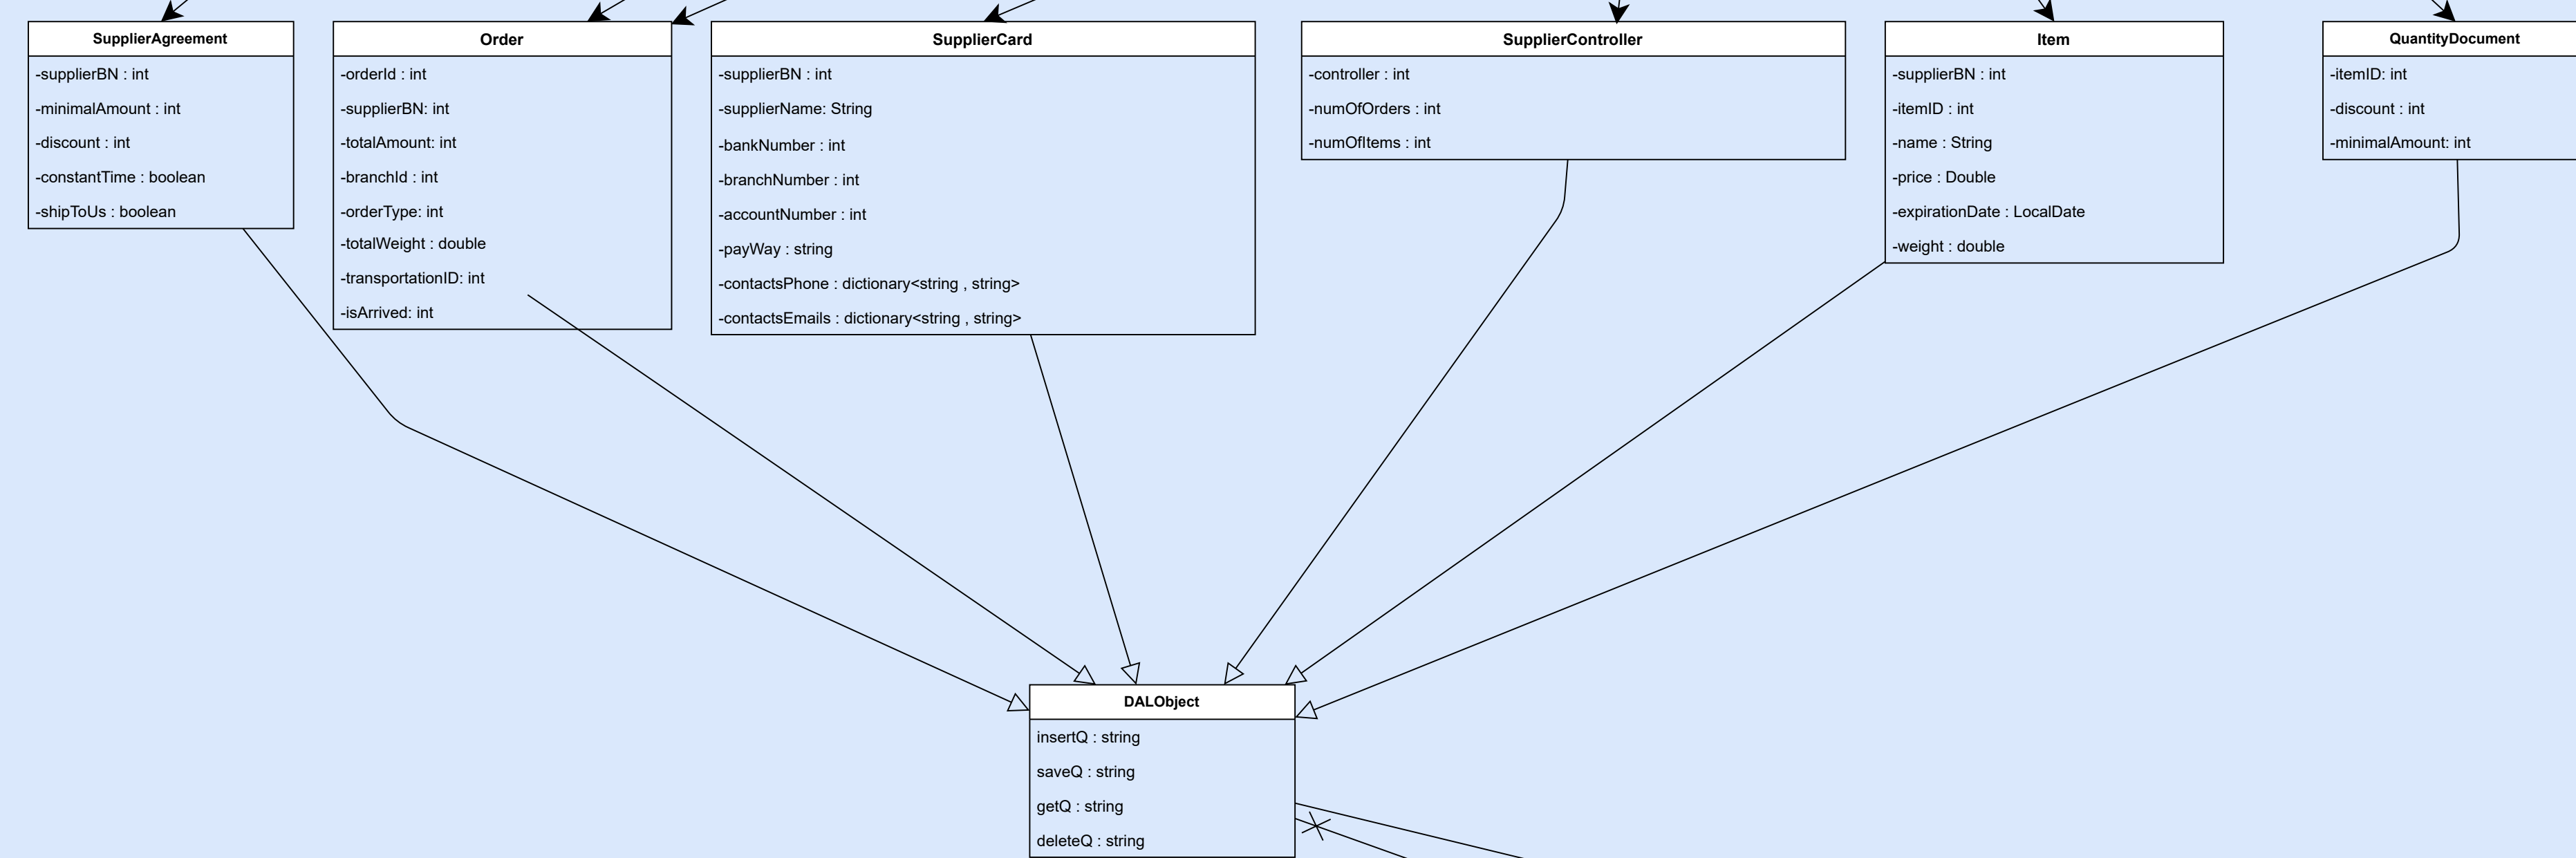 SupplierAgreement
-supplierBN : int
-minimalAmount : int
-discount : int
-constantTime : boolean
-shipToUs : boolean
Order
-orderId : int
-supplierBN: int
-totalAmount: int
-branchId : int
-orderType: int
-totalWeight : double
-transportationID: int
-isArrived: int
SupplierCard
-supplierBN : int
-supplierName: String
-bankNumber : int
-branchNumber : int
-accountNumber : int
-payWay : string
-contactsPhone : dictionary<string , string>
-contactsEmails : dictionary<string , string>
SupplierController
-controller : int
-numOfOrders : int
-numOfItems : int
Item
-supplierBN : int
-itemID : int
-name : String
-price : Double
-expirationDate : LocalDate
-weight : double
QuantityDocument
-itemID: int
-discount : int
-minimalAmount: int
DALObject
insertQ : string
saveQ : string
getQ : string
deleteQ : string